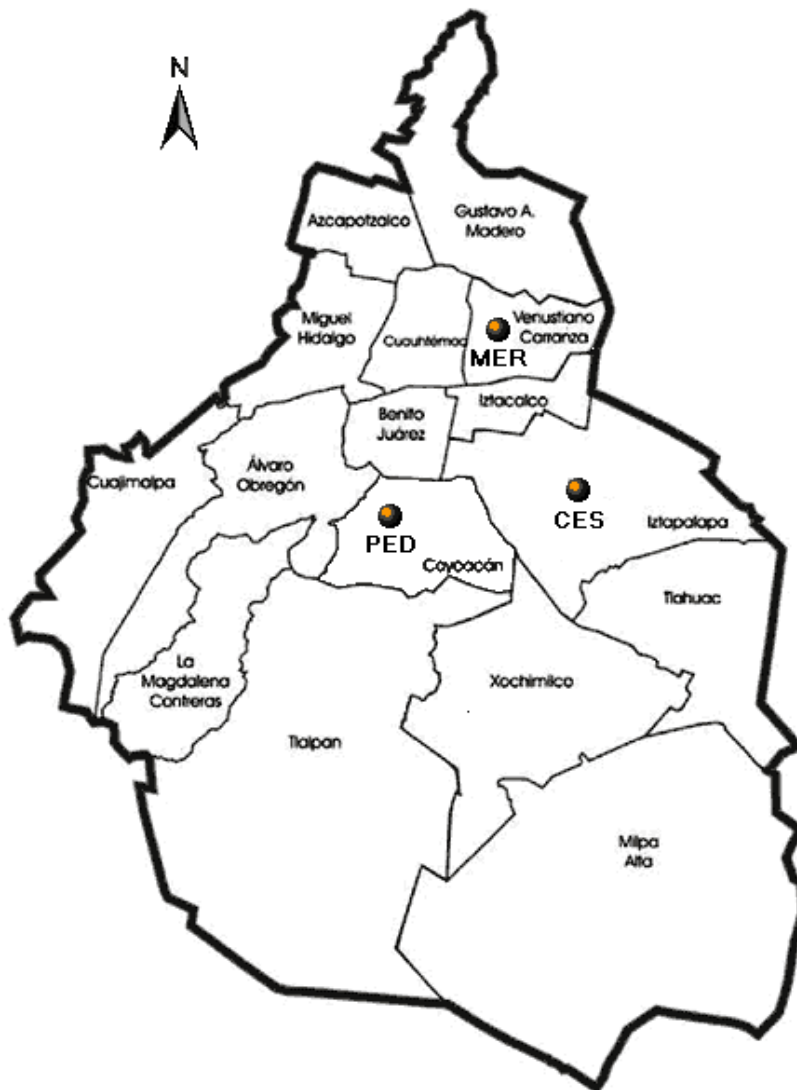 N
Azcapotzalco
Gustavo A.
Madero
Miguel
Hidalgo
Cuauhtémoc
Venustiano
Carranza
MER
Iztacalco
Benito
Juárez
Cuajimalpa
Álvaro
Obregón
CES
Iztapalapa
PED
Coyoacán
Tlahuac
La
Magdalena
Contreras
Xochimilco
Tlalpan
Milpa
Alta